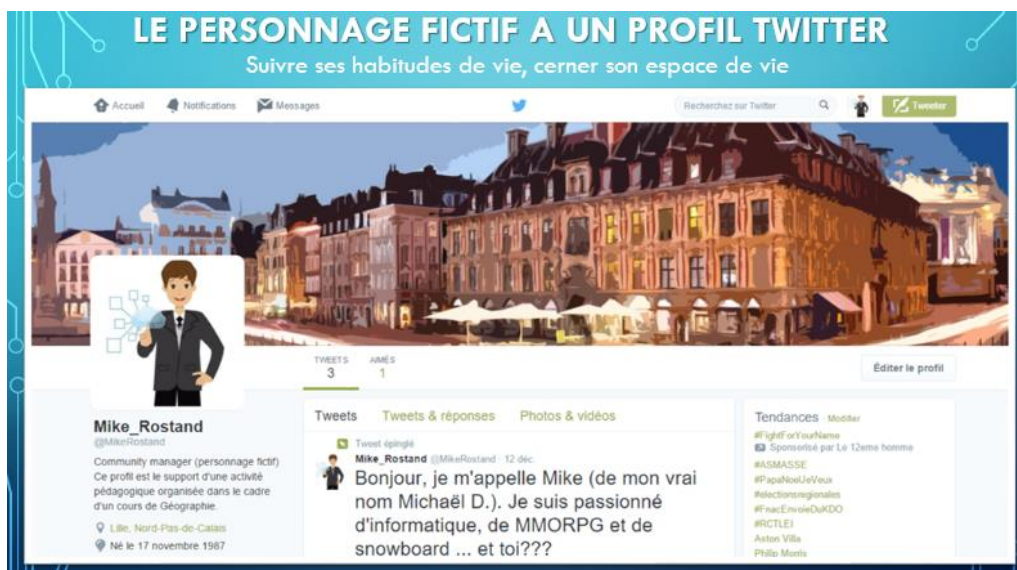 LE PERSONNAGE FICTIF A UN PROFIL TWITTER
Suivre ses habitudes de vie, cerner son espace de vie
Accueil Notifications Messages Recherchez sur Twitter Tweeter
TWEETS AIMÉS
3 1
Éditer le profil
Mike_Rostand
@MikeRostand
Community manager (personnage fictif)
Ce profil est le support d'une activité
pédagogique organisée dans le cadre
d'un cours de Géographie.
Lille, Nord-Pas-de-Calais
Né le 17 novembre 1987
Tweets Tweets & réponses Photos & vidéos
Tweet épinglé
Mike_Rostand @MikeRostand · 12 déc.
Bonjour, je m'appelle Mike (de mon vrai
nom Michaël D.). Je suis passionné
d'informatique, de MMORPG et de
snowboard ... et toi???
Tendances · Modifier
#FightForYourName
Sponsorisé par Le 12eme homme
#ASMASSE
#PapaNoelJeVeux
#electionsregionales
#FnacEnvoieDuKDO
#RCTLEI
Aston Villa
Philip Morris